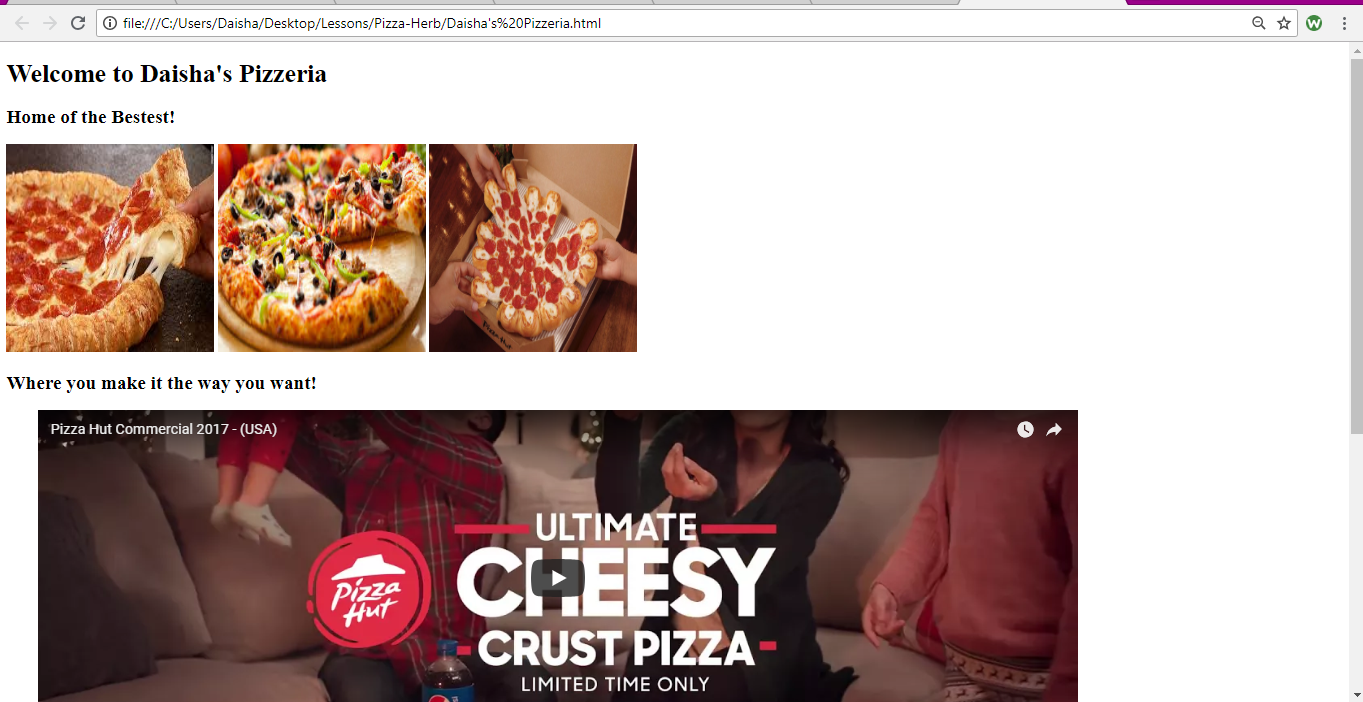 file:///C:/Users/Daisha/Desktop/Lessons/Pizza-Herb/Daisha's%20Pizzeria.html
W
Welcome to Daisha's Pizzeria
Home of the Bestest!
Pizza Hut
Where you make it the way you want!
Pizza Hut Commercial 2017 - (USA)
ULTIMATE
CHEESY
CRUST PIZZA
LIMITED TIME ONLY
Pizza
Hut